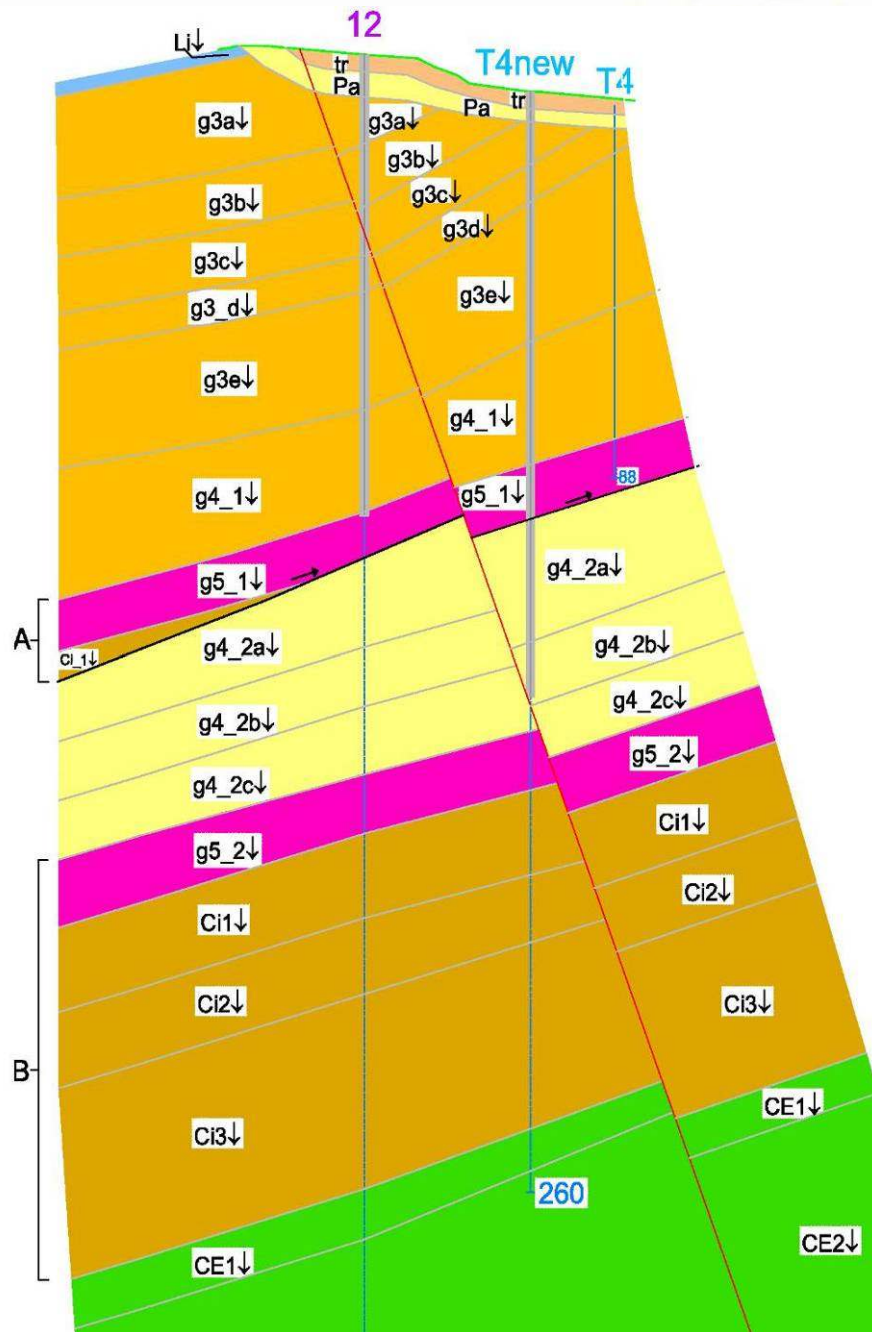 12
Li↓
tr
T4new
T4
Pa
tr
Pa
g3a↓
g3a↓
g3b↓
g3b↓
g3c↓
g3d↓
g3c↓
g3_d↓
g3e↓
g3e↓
g4_1↓
g4_1↓
88
g5_1↓
g5_1↓
g4_2a↓
A
Ci_1↓
g4_2a↓
g4_2b↓
g4_2b↓
g4_2c↓
g4_2c↓
g5_2↓
g5_2↓
Ci1↓
Ci1↓
Ci2↓
Ci2↓
Ci3↓
B
CE1↓
Ci3↓
260
CE2↓
CE1↓